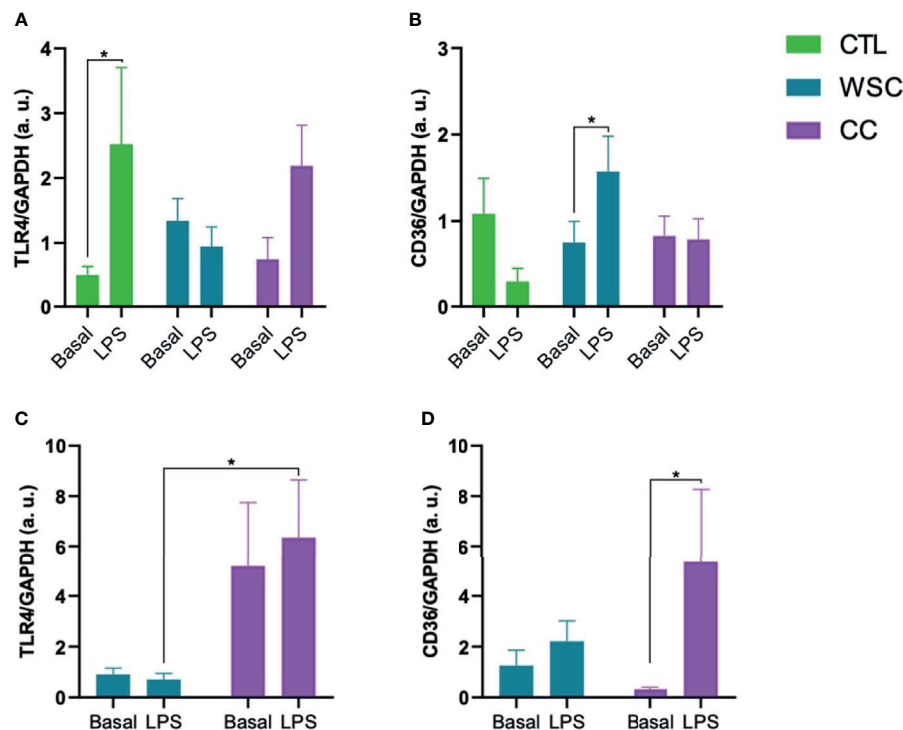 A
TLR4/GAPDH (a. u.)
4
3
2
1
0
*
Basal LPS Basal LPS Basal LPS
B
CD36/GAPDH (a. u.)
3
2
1
0
*
Basal LPS Basal LPS Basal LPS
CTL
WSC
CC
C
TLR4/GAPDH (a. u.)
10
8
6
4
2
0
*
Basal LPS Basal LPS
D
CD36/GAPDH (a. u.)
10
8
6
4
2
0
*
Basal LPS Basal LPS